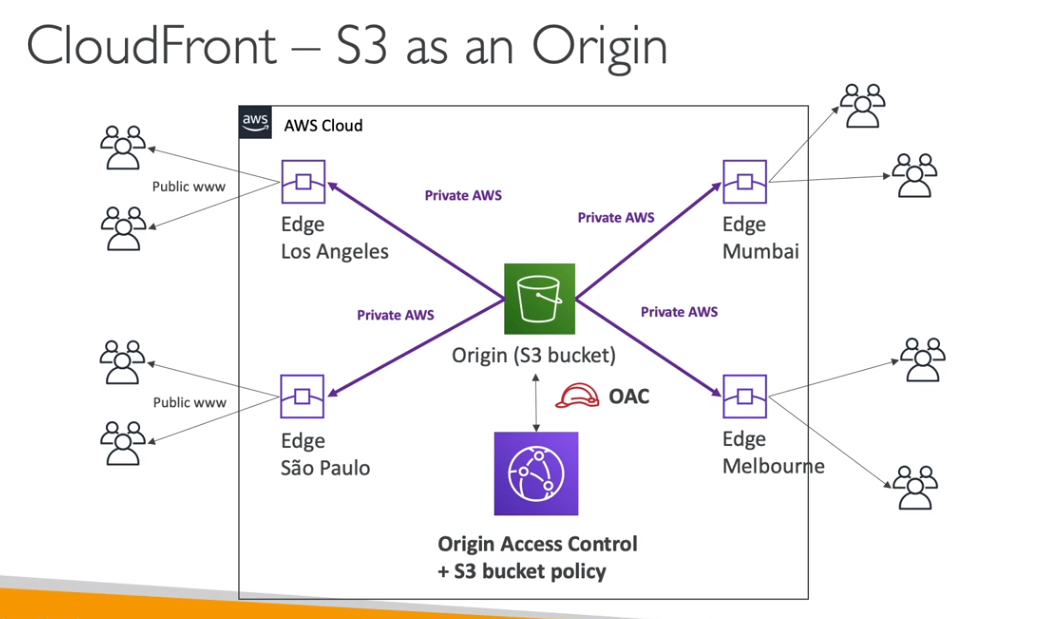 CloudFront – S3 as an Origin
aws
AWS Cloud
Public www
Edge
Los Angeles
Private AWS
Private AWS
Edge
Mumbai
Private AWS
Private AWS
Origin (S3 bucket)
OAC
Public www
Edge
São Paulo
Edge
Melbourne
Origin Access Control
+ S3 bucket policy